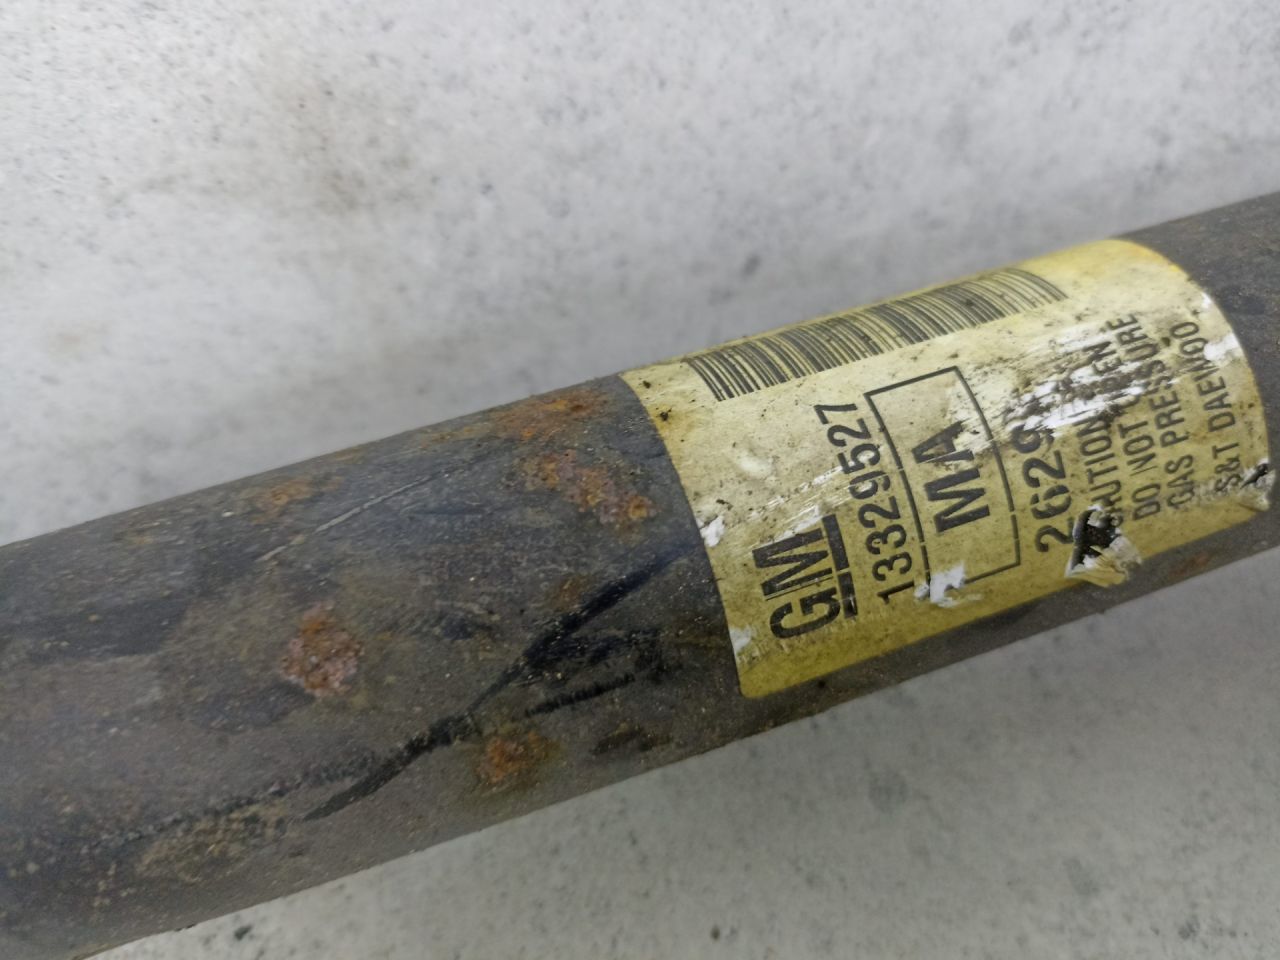 GM
13329527
MA
2629
CAUTION
DO NOT
GAS PRESSURE
S&T DAEWOO